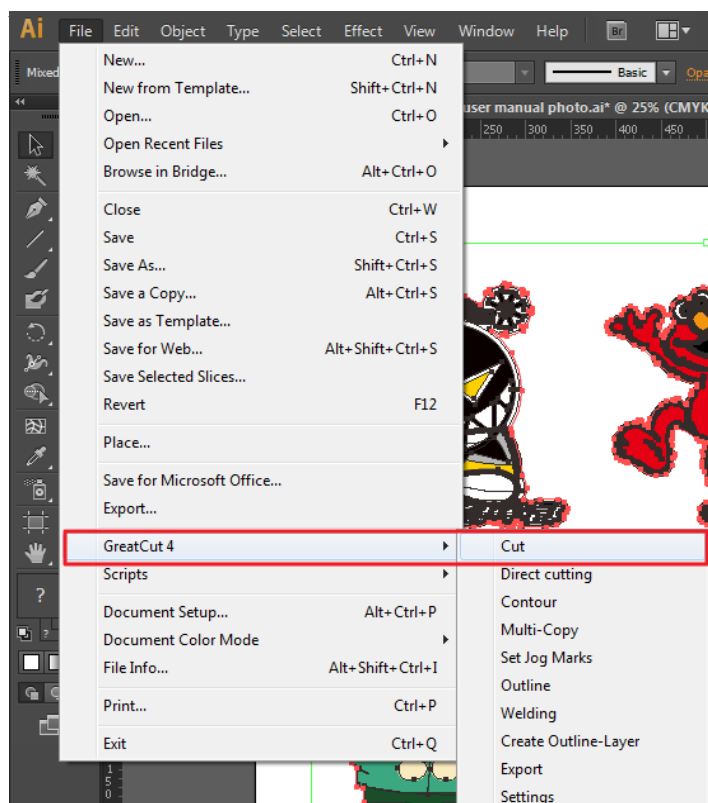 Ai File Edit Object Type Select Effect View Window Help Br
Mixed Basic Opa
user manual photo.ai* @ 25% (CMYK
250 300 350 400 450
New... Ctrl+N
New from Template... Shift+Ctrl+N
Open... Ctrl+O
Open Recent Files
Browse in Bridge... Alt+Ctrl+O
Close Ctrl+W
Save Ctrl+S
Save As... Shift+Ctrl+S
Save a Copy... Alt+Ctrl+S
Save as Template...
Save for Web... Alt+Shift+Ctrl+S
Save Selected Slices...
Revert F12
Place...
Save for Microsoft Office...
Export...
GreatCut 4 Cut
Scripts Direct cutting
Contour
Document Setup... Alt+Ctrl+P
Multi-Copy
Document Color Mode
Set Jog Marks
File Info... Alt+Shift+Ctrl+I
Outline
Print... Ctrl+P
Welding
Exit Ctrl+Q
Create Outline-Layer
Export
Settings
? 
?
1
5
0